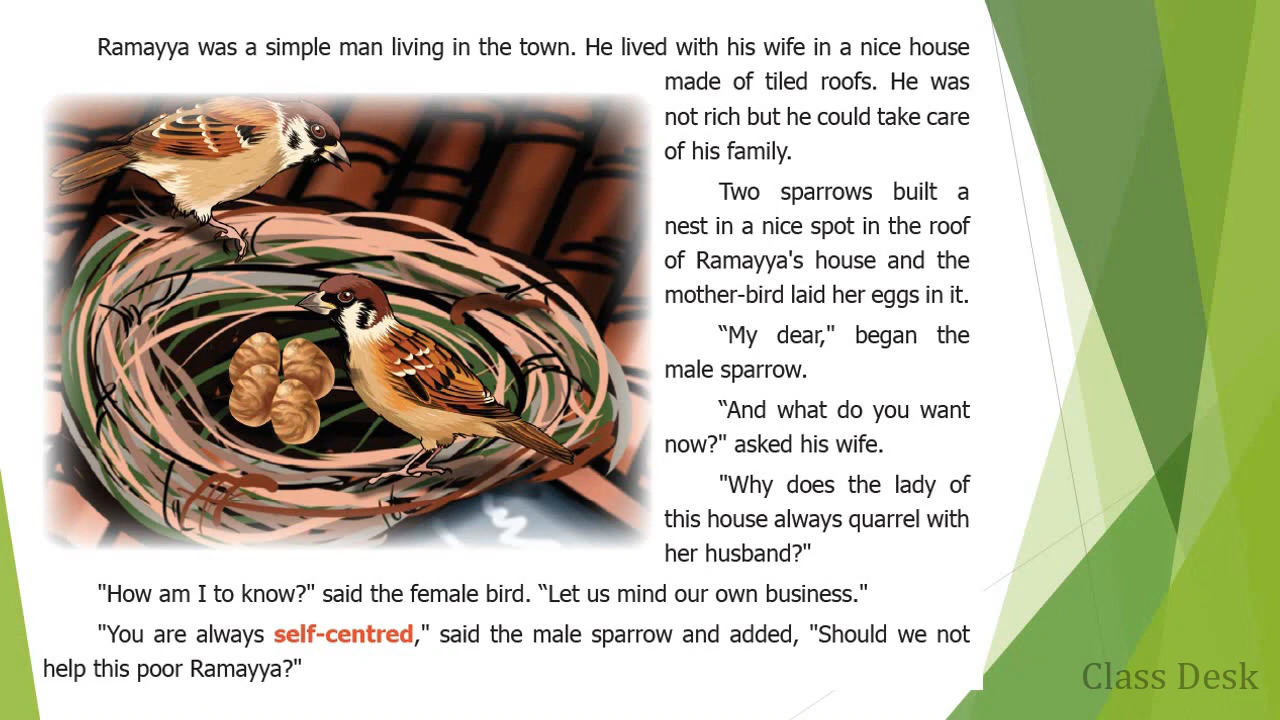 Ramayya was a simple man living in the town. He lived with his wife in a nice house
made of tiled roofs. He was
not rich but he could take care
of his family.
Two sparrows built a
nest in a nice spot in the roof
of Ramayya's house and the
mother-bird laid her eggs in it.
“My dear," began the
male sparrow.
“And what do you want
now?" asked his wife.
"Why does the lady of
this house always quarrel with
her husband?"
"How am I to know?" said the female bird. “Let us mind our own business."
"You are always self-centred," said the male sparrow and added, "Should we not
help this poor Ramayya?"
Class Desk